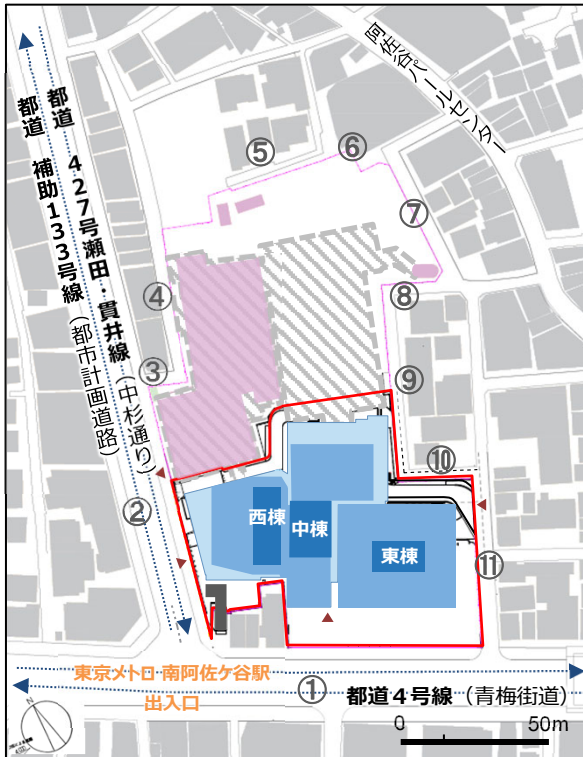 阿佐谷パールセンター
⑥
⑤
⑦
都道 427号瀬田・貫井線（中杉通り）
都道 補助133号線（都市計画道路）
④
⑧
③
⑨
⑩
②
西棟
中棟
東棟
⑪
東京メトロ 南阿佐ケ谷駅
出入口
①
都道4号線（青梅街道）
N
0 50m